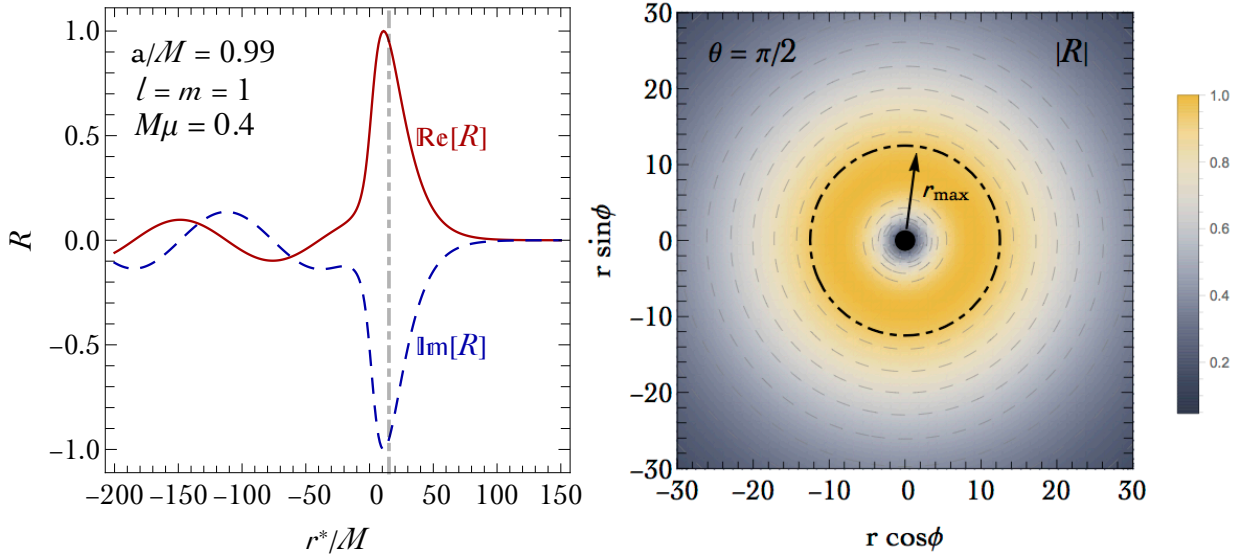 a/M = 0.99
l = m = 1
Mμ = 0.4
ℝ𝕖[R]
𝕀𝕞[R]
R
1.0
0.5
0.0
−0.5
−1.0
−200 −150 −100 −50 0 50 100 150
r*/M
θ = π/2
|R|
r_max
r sinϕ
30
20
10
0
−10
−20
−30
−30 −20 −10 0 10 20 30
r cosϕ
1.0
0.8
0.6
0.4
0.2